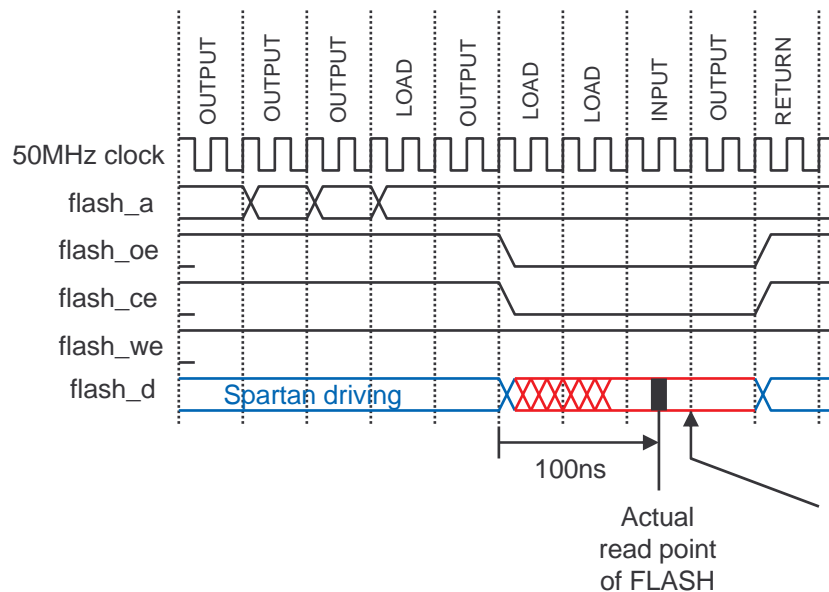 OUTPUT
OUTPUT
OUTPUT
LOAD
OUTPUT
LOAD
LOAD
INPUT
OUTPUT
RETURN
50MHz clock
flash_a
flash_oe
flash_ce
flash_we
flash_d
Spartan driving
100ns
Actual
read point
of FLASH